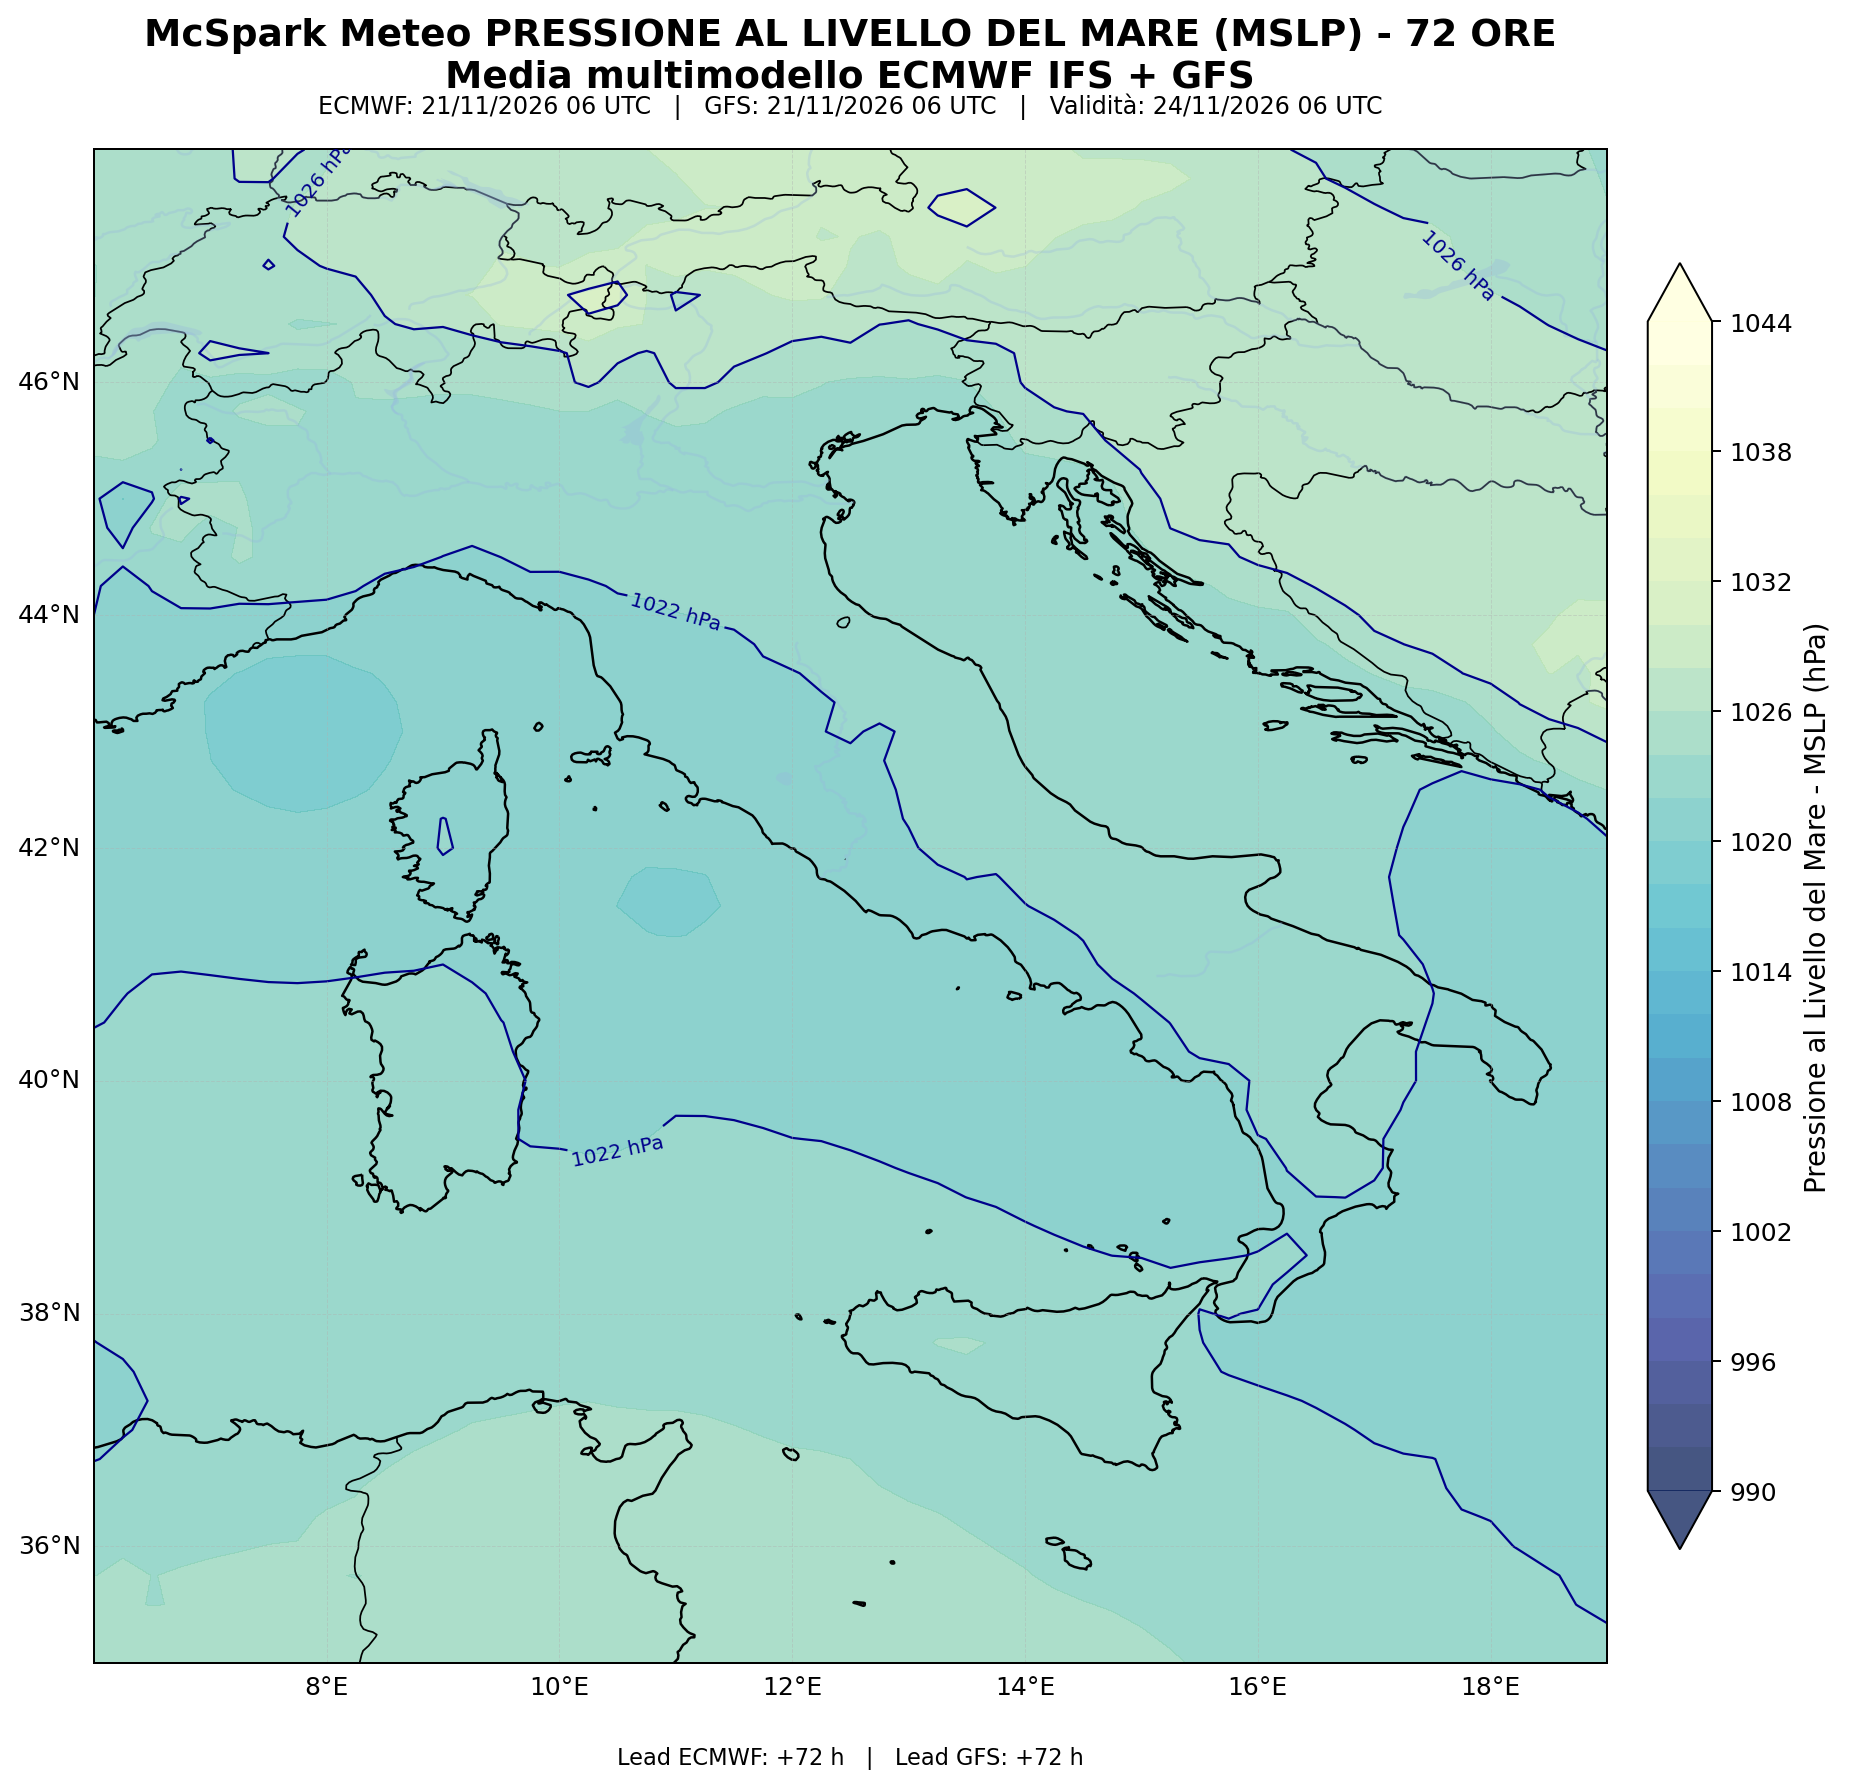 McSpark Meteo PRESSIONE AL LIVELLO DEL MARE (MSLP) - 72 ORE
Media multimodello ECMWF IFS + GFS
ECMWF: 21/11/2026 06 UTC | GFS: 21/11/2026 06 UTC | Validità: 24/11/2026 06 UTC
1026 hPa
1026 hPa
1022 hPa
1022 hPa
46°N
44°N
42°N
40°N
38°N
36°N
8°E
10°E
12°E
14°E
16°E
18°E
1044
1038
1032
1026
1020
1014
1008
1002
996
990
Pressione al Livello del Mare - MSLP (hPa)
Lead ECMWF: +72 h | Lead GFS: +72 h